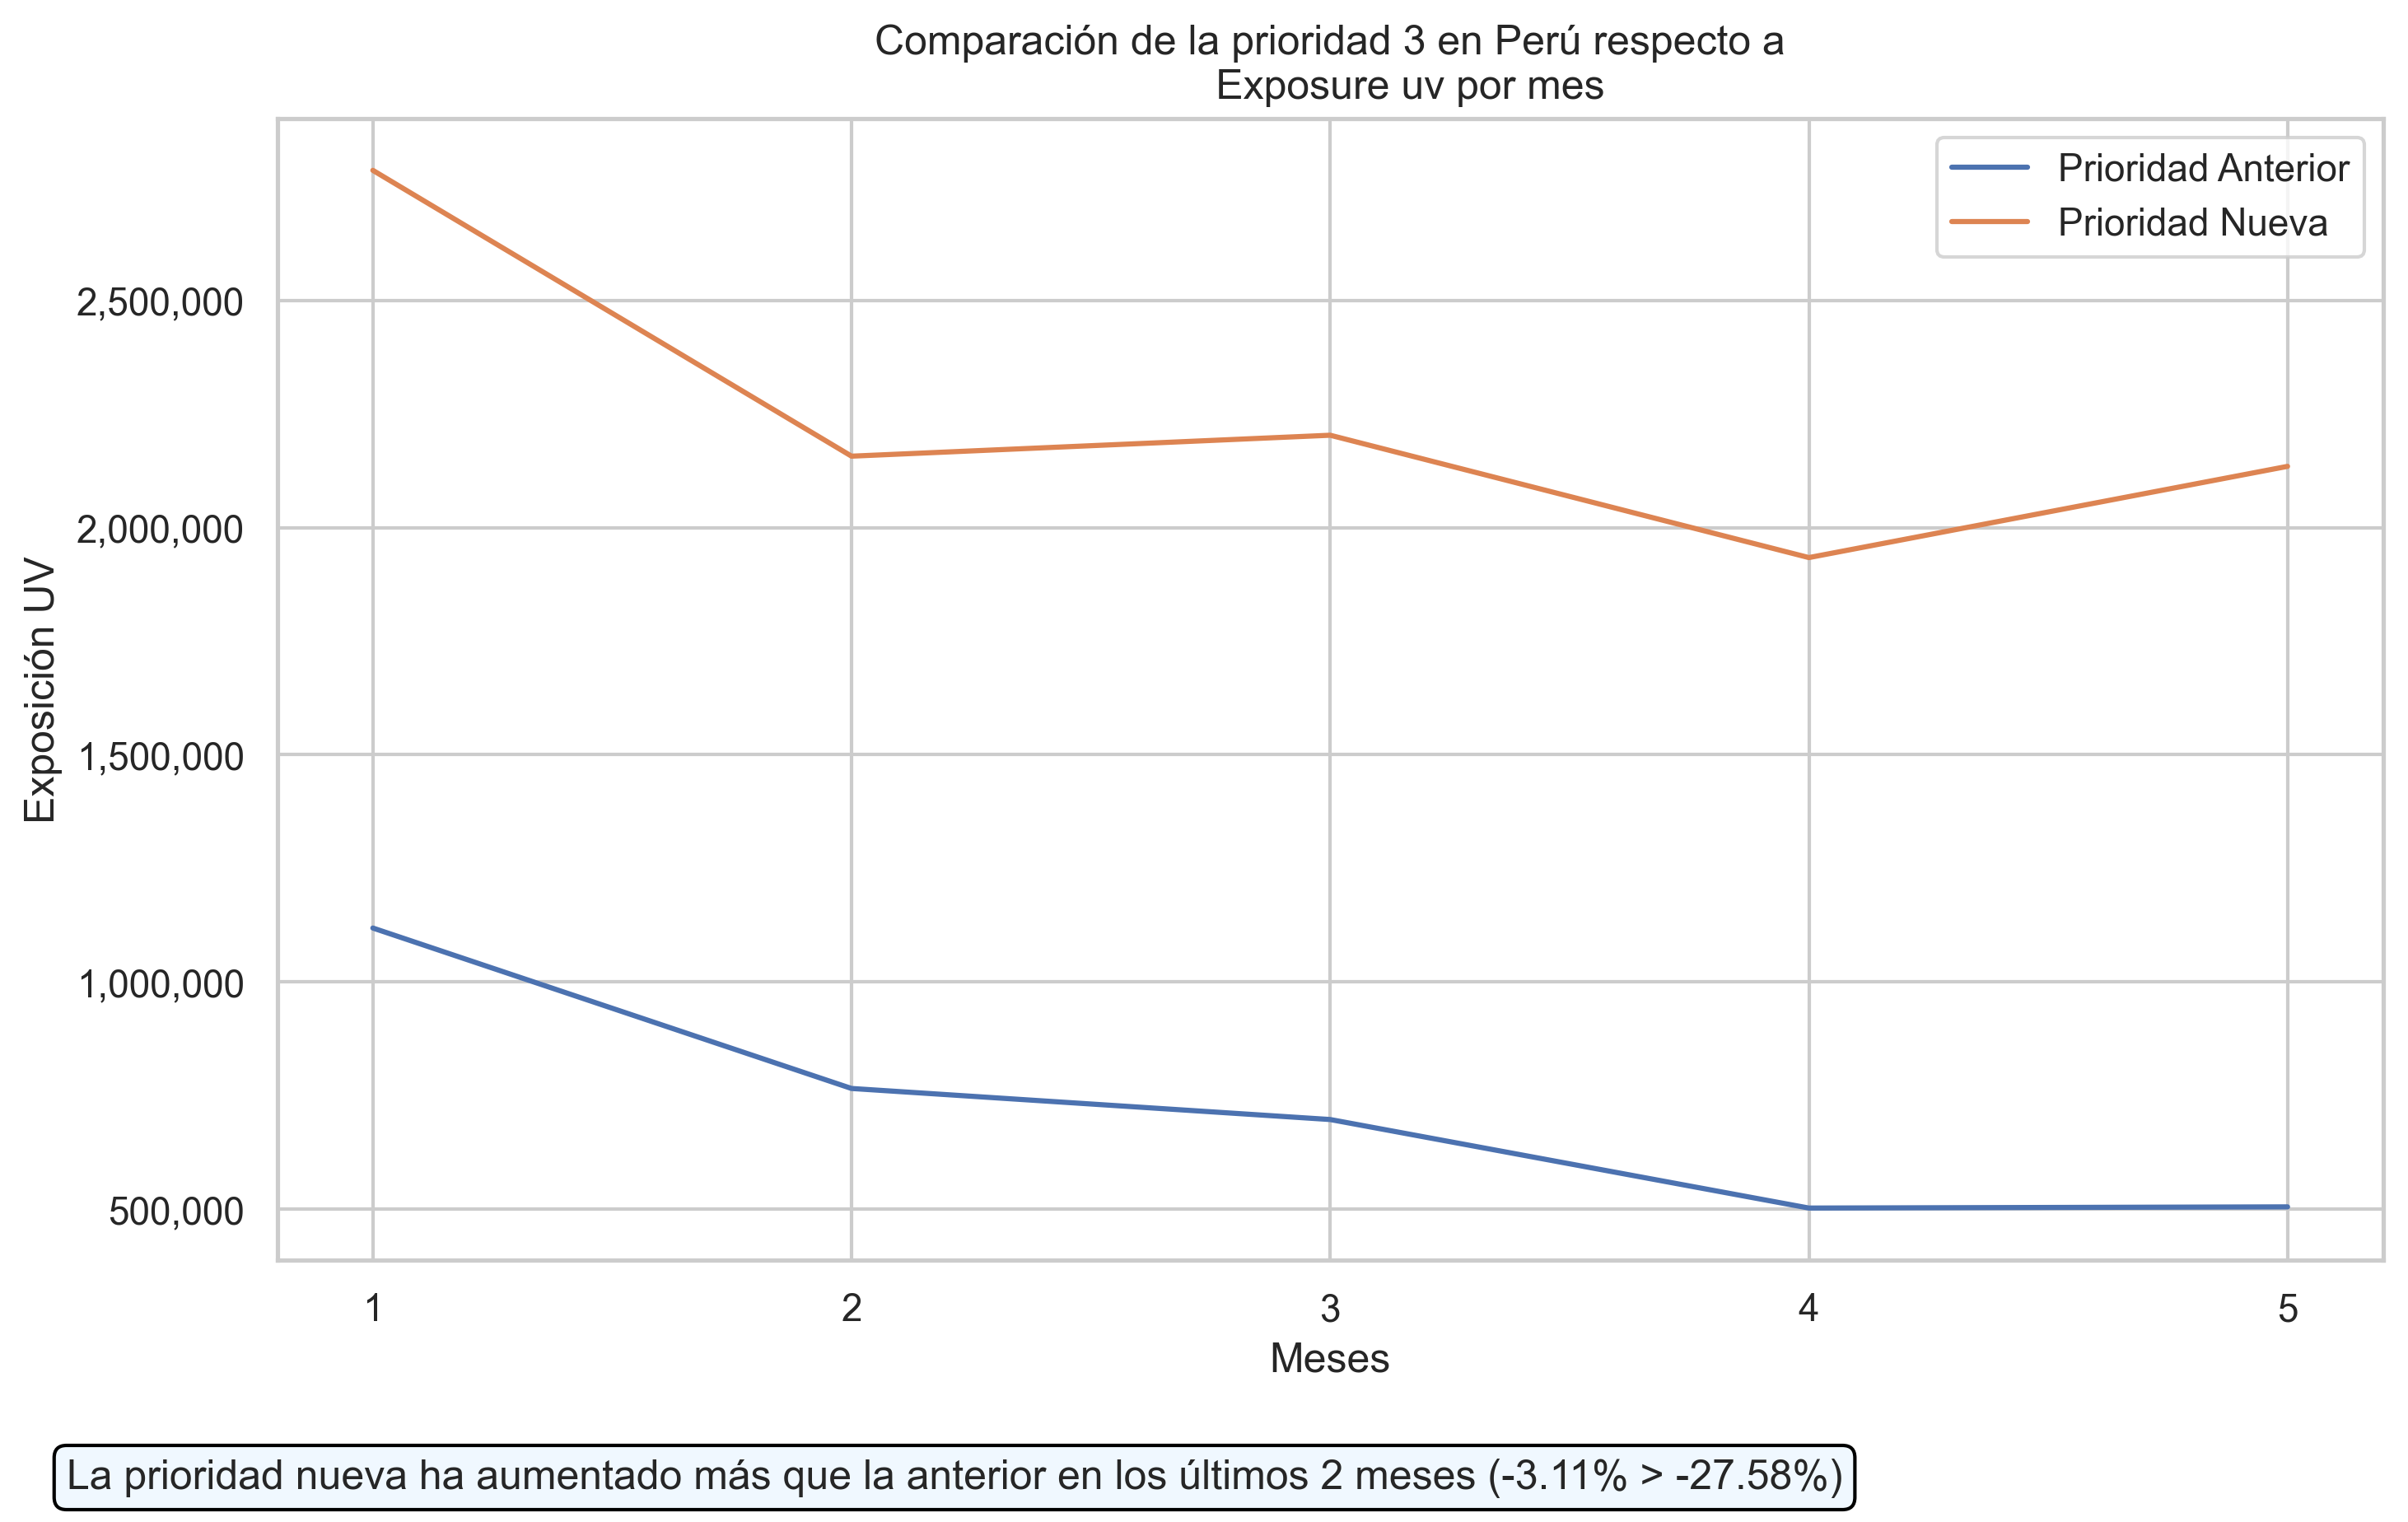 Comparación de la prioridad 3 en Perú respecto a
Exposure uv por mes
Prioridad Anterior
Prioridad Nueva
2,500,000
2,000,000
1,500,000
1,000,000
500,000
Exposición UV
1 2 3 4 5
Meses
La prioridad nueva ha aumentado más que la anterior en los últimos 2 meses (-3.11% > -27.58%)